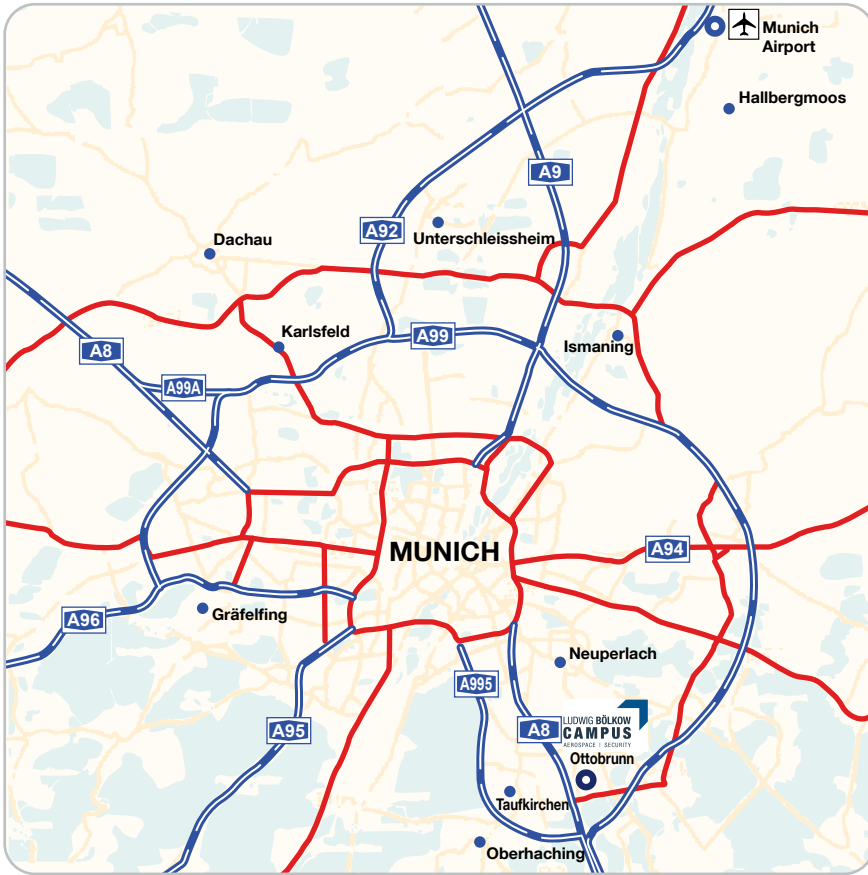 Munich
Airport
Hallbergmoos
A9
A92
Unterschleissheim
Dachau
Karlsfeld
A99
Ismaning
A8
A99A
MUNICH
A94
A96
Gräfelfing
Neuperlach
A995
A95
A8
LUDWIG BÖLKOW
CAMPUS
AEROSPACE | SECURITY
Ottobrunn
Taufkirchen
Oberhaching